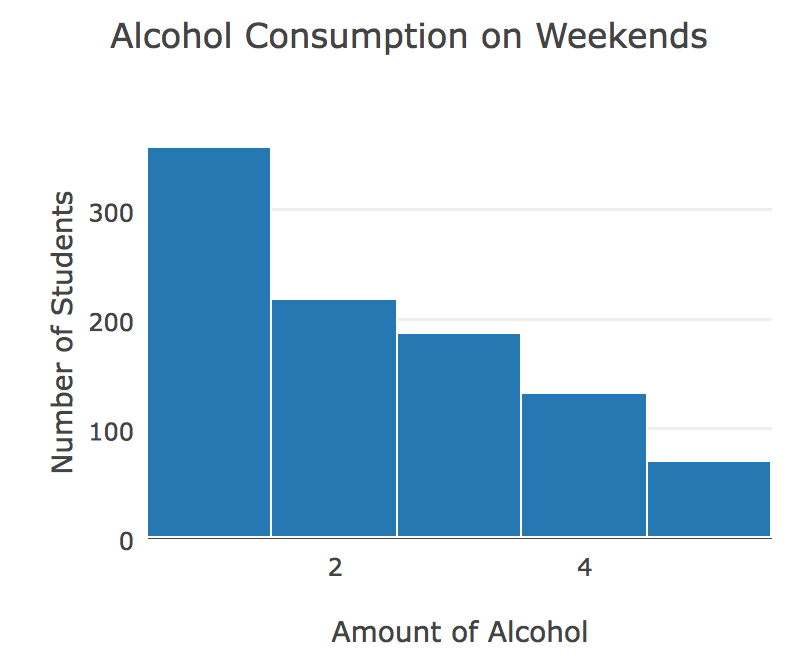 Alcohol Consumption on Weekends
Number of Students
300
200
100
0
2
4
Amount of Alcohol